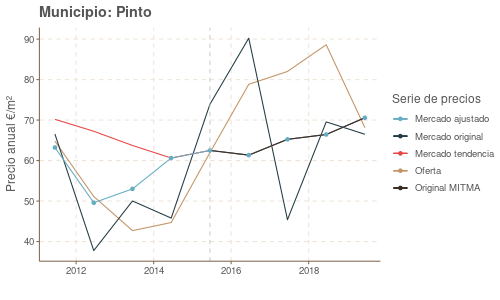 Municipio: Pinto
Precio anual €/m²
90
80
70
60
50
40
2012
2014
2016
2018
Serie de precios
Mercado ajustado
Mercado original
Mercado tendencia
Oferta
Original MITMA